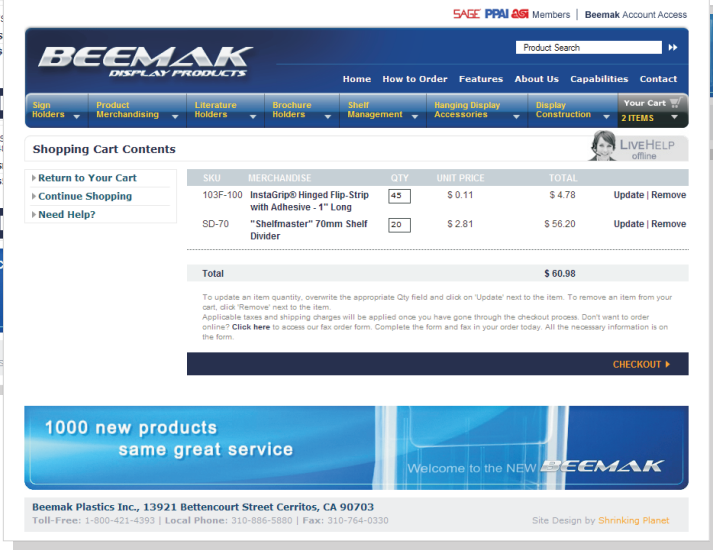 SAGE PPAI ASI Members | Beemak Account Access
BEEMAK
DISPLAY PRODUCTS
Product Search
Home How to Order Features About Us Capabilities Contact
Sign Holders
Product Merchandising
Literature Holders
Brochure Holders
Shelf Management
Hanging Display Accessories
Display Construction
Your Cart
2 ITEMS
Shopping Cart Contents
LIVEHELP
offline
Return to Your Cart
Continue Shopping
Need Help?
SKU MERCHANDISE QTY UNIT PRICE TOTAL
103F-100 InstaGrip® Hinged Flip-Strip 45 $ 0.11 $ 4.78 Update | Remove
with Adhesive - 1" Long
SD-70 "Shelfmaster" 70mm Shelf 20 $ 2.81 $ 56.20 Update | Remove
Divider
Total $ 60.98
To update an item quantity, overwrite the appropriate Qty field and click on 'Update' next to the item. To remove an item from your
cart, click 'Remove' next to the item.
Applicable taxes and shipping charges will be applied once you have gone through the checkout process. Don't want to order
online? Click here to access our fax order form. Complete the form and fax in your order today. All the necessary information is on
the form.
CHECKOUT
1000 new products
same great service
Welcome to the NEW BEEMAK
Beemak Plastics Inc., 13921 Bettencourt Street Cerritos, CA 90703
Toll-Free: 1-800-421-4393 | Local Phone: 310-886-5880 | Fax: 310-764-0330
Site Design by Shrinking Planet